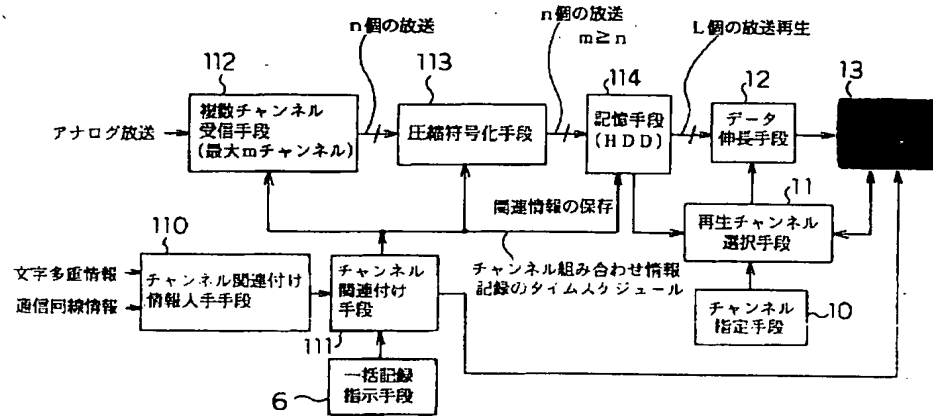 n個の放送
n個の放送
m≧n
L個の放送再生
112
113
114
12
13
アナログ放送
複数チャンネル
受信手段
(最大mチャンネル)
圧縮符号化手段
記憶手段
(HDD)
データ
伸長手段
関連情報の保存
11
再生チャンネル
選択手段
110
文字多重情報
通信回線情報
チャンネル関連付け
情報入手手段
チャンネル
関連付け
手段
111
チャンネル組み合わせ情報
記録のタイムスケジュール
チャンネル
指定手段
10
一括記録
指示手段
6